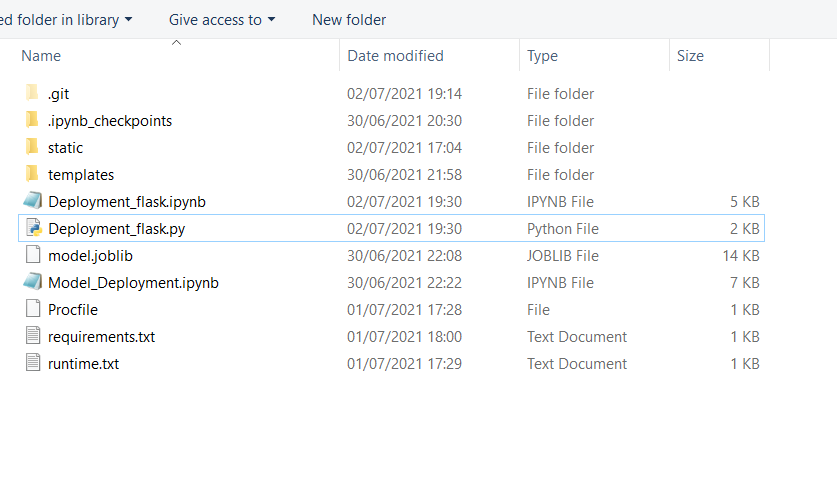 ed folder in library Give access to New folder
Name Date modified Type Size
.git 02/07/2021 19:14 File folder
.ipynb_checkpoints 30/06/2021 20:30 File folder
static 02/07/2021 17:04 File folder
templates 30/06/2021 21:58 File folder
Deployment_flask.ipynb 02/07/2021 19:30 IPYNB File 5 KB
Deployment_flask.py 02/07/2021 19:30 Python File 2 KB
model.joblib 30/06/2021 22:08 JOBLIB File 14 KB
Model_Deployment.ipynb 30/06/2021 22:22 IPYNB File 7 KB
Procfile 01/07/2021 17:28 File 1 KB
requirements.txt 01/07/2021 18:00 Text Document 1 KB
runtime.txt 01/07/2021 17:29 Text Document 1 KB